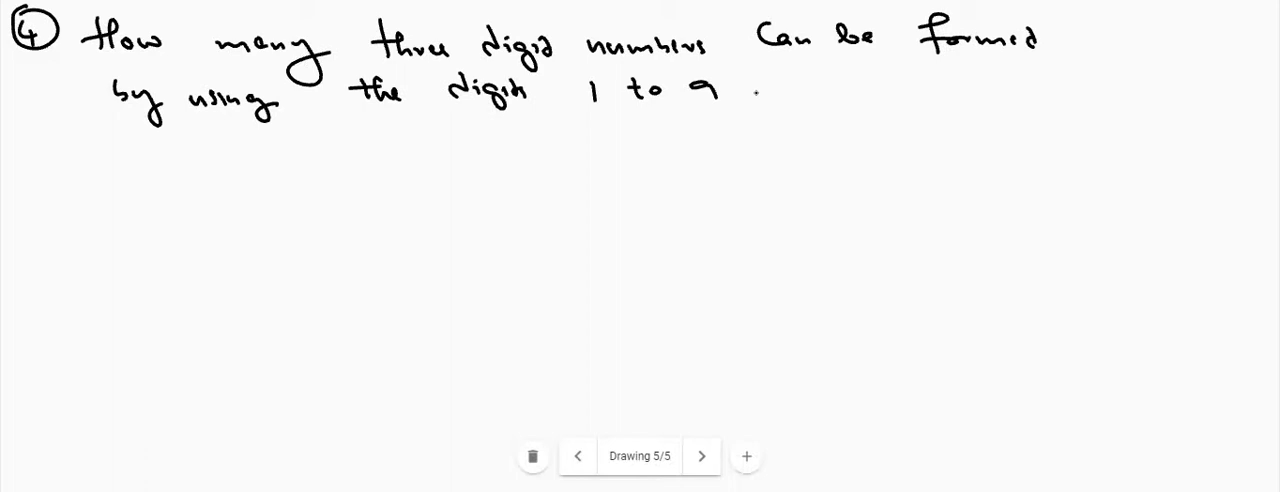 ④ How many three digit numbers can be formed
by using the digits 1 to 9.
Drawing 5/5